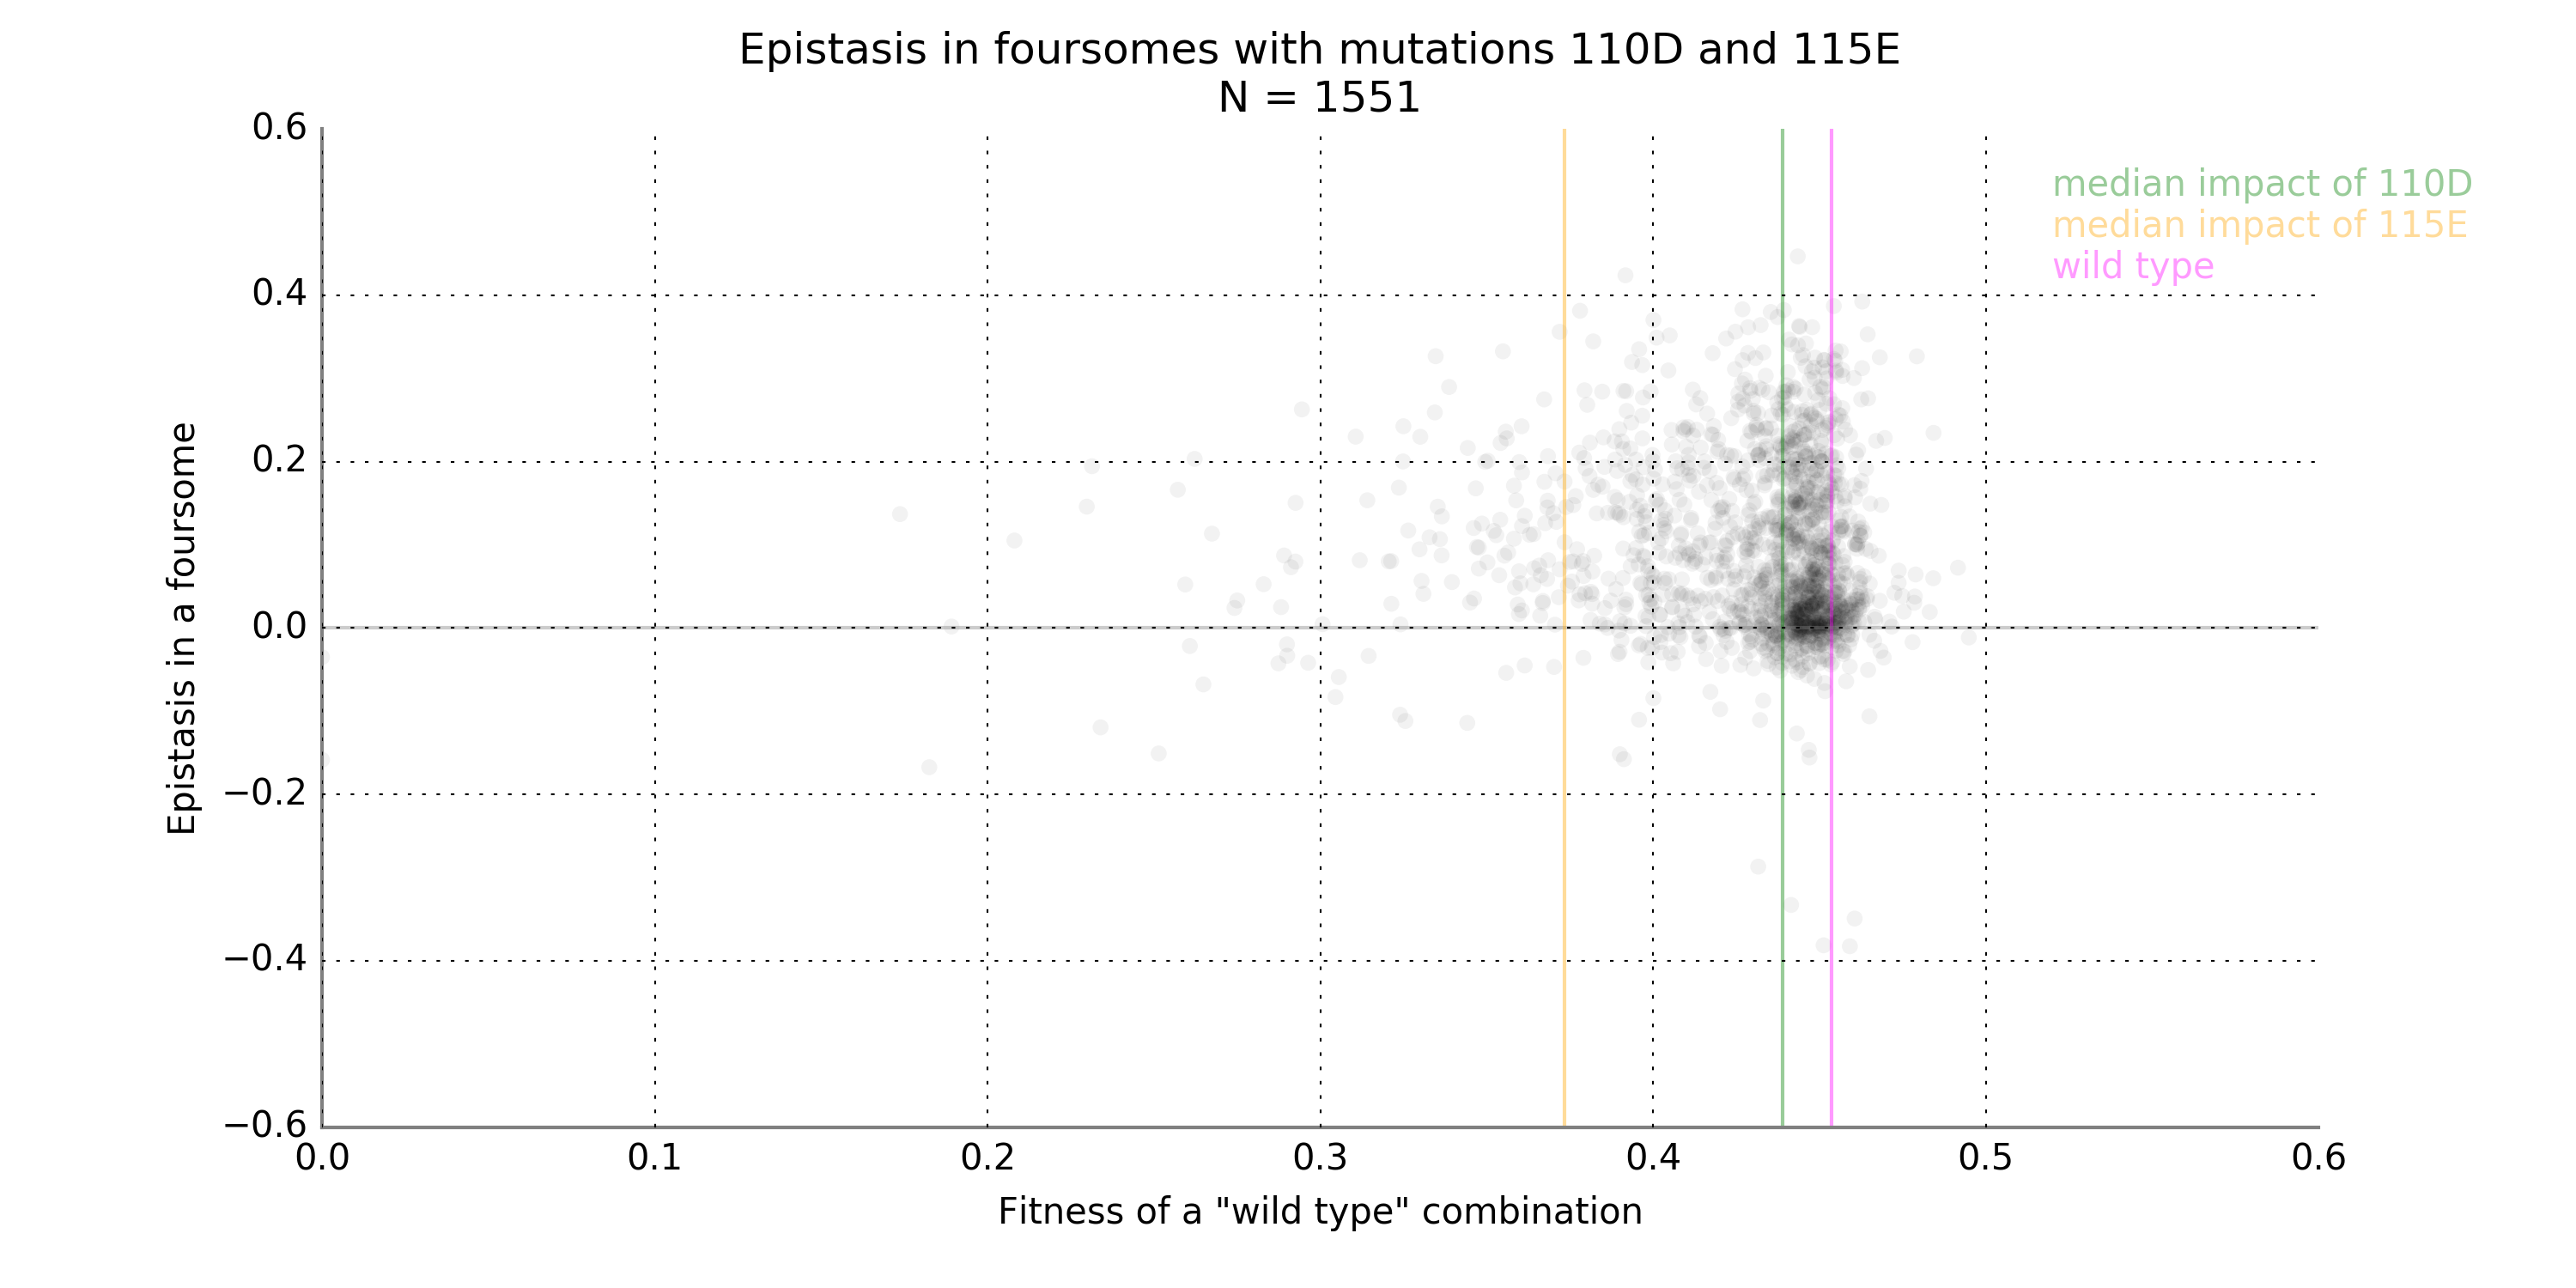 Epistasis in foursomes with mutations 110D and 115E
N = 1551
median impact of 110D
median impact of 115E
wild type
Epistasis in a foursome
0.6
0.4
0.2
0.0
−0.2
−0.4
−0.6
0.0 0.1 0.2 0.3 0.4 0.5 0.6
Fitness of a "wild type" combination